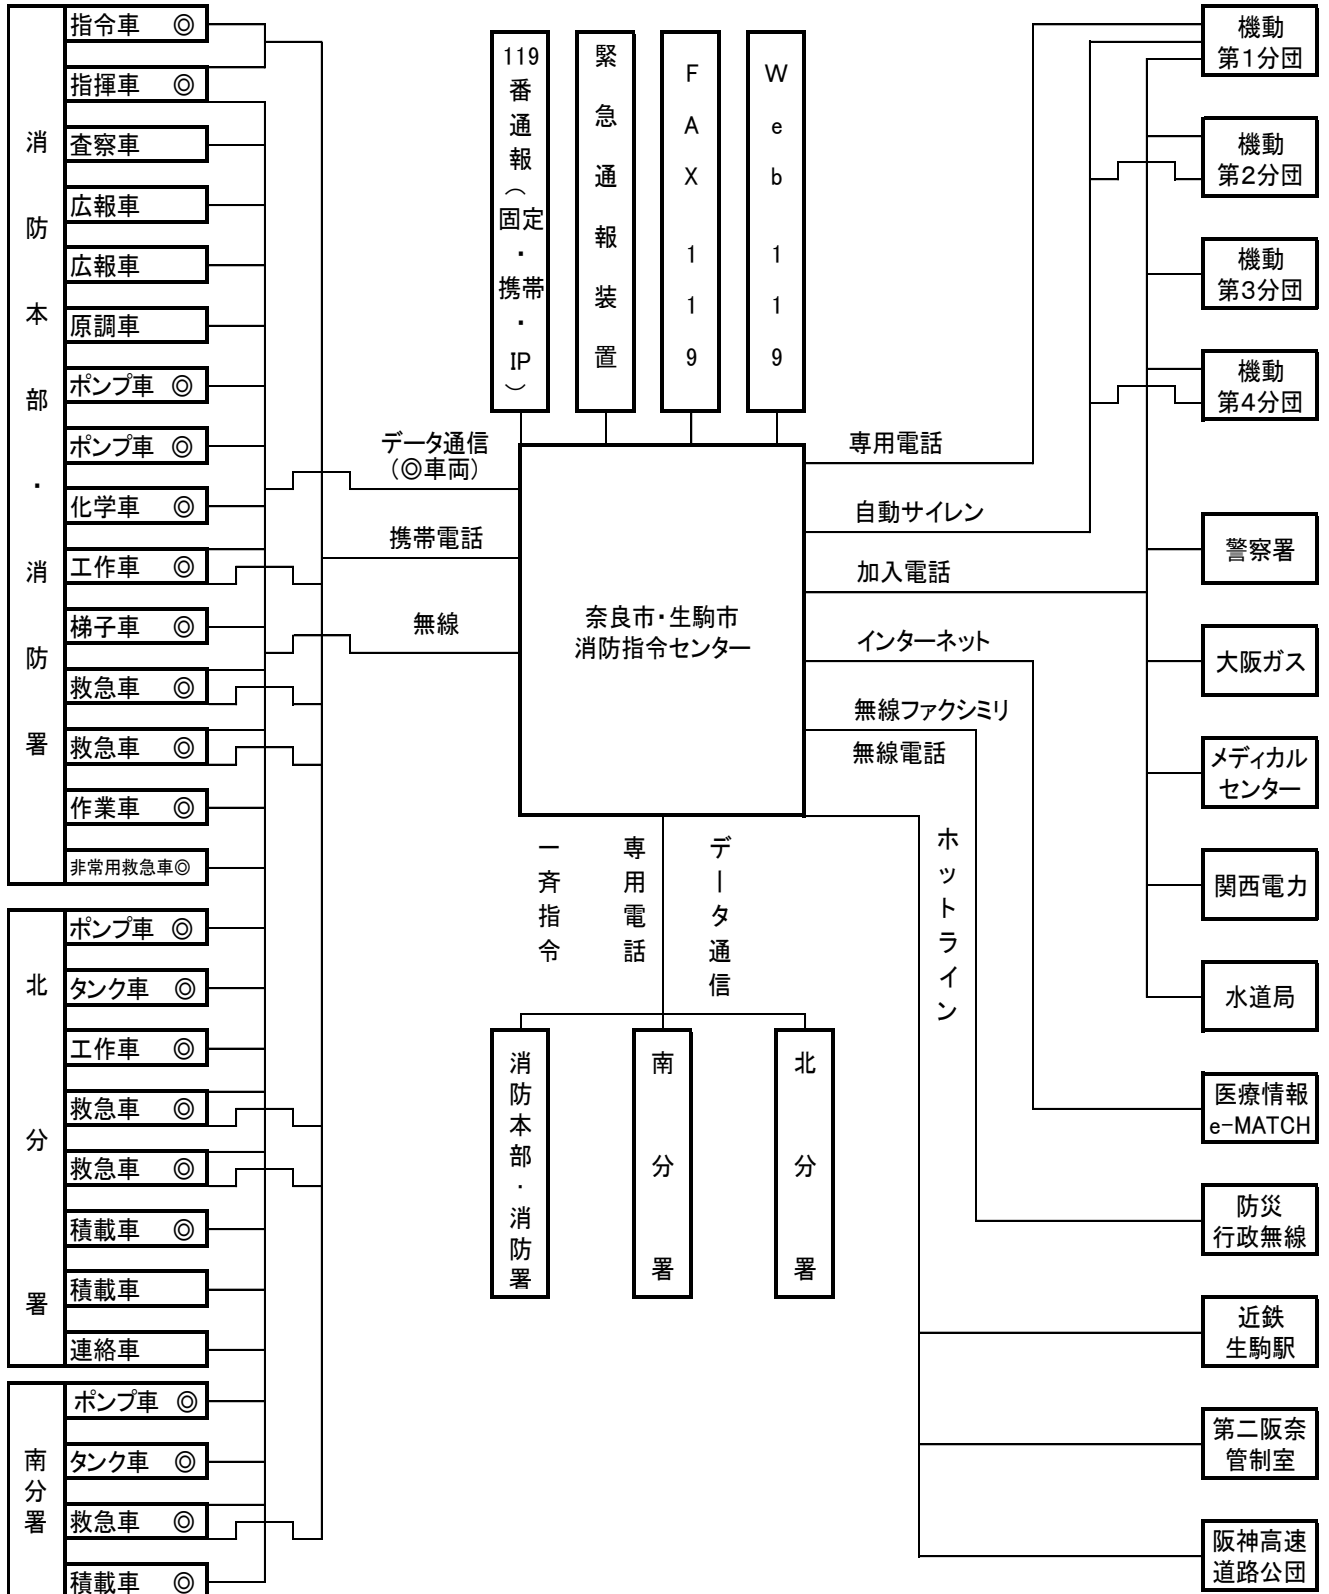 消防本部・消防署
指令車 ◎
指揮車 ◎
査察車
広報車
広報車
原調車
ポンプ車 ◎
ポンプ車 ◎
化学車 ◎
工作車 ◎
梯子車 ◎
救急車 ◎
救急車 ◎
作業車 ◎
非常用救急車◎
北分署
ポンプ車 ◎
タンク車 ◎
工作車 ◎
救急車 ◎
救急車 ◎
積載車 ◎
積載車
連絡車
南分署
ポンプ車 ◎
タンク車 ◎
救急車 ◎
積載車 ◎
119番通報(固定・携帯・IP)
緊急通報装置
FAX119
Web119
データ通信
(◎車両)
携帯電話
無線
奈良市・生駒市
消防指令センター
専用電話
自動サイレン
加入電話
インターネット
無線ファクシミリ
無線電話
ホットライン
一斉指令
専用電話
データ通信
消防本部・消防署
南分署
北分署
機動
第1分団
機動
第2分団
機動
第3分団
機動
第4分団
警察署
大阪ガス
メディカル
センター
関西電力
水道局
医療情報
e-MATCH
防災
行政無線
近鉄
生駒駅
第二阪奈
管制室
阪神高速
道路公団